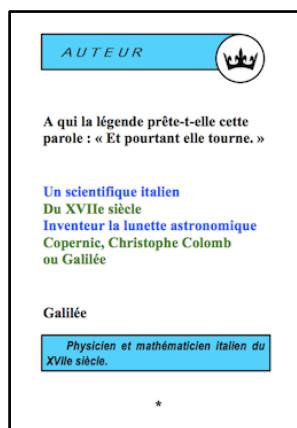 AUTEUR
A qui la légende prête-t-elle cette
parole : « Et pourtant elle tourne. »
Un scientifique italien
Du XVIIe siècle
Inventeur la lunette astronomique
Copernic, Christophe Colomb
ou Galilée
Galilée
Physicien et mathématicien italien du
XVIIe siècle.
*